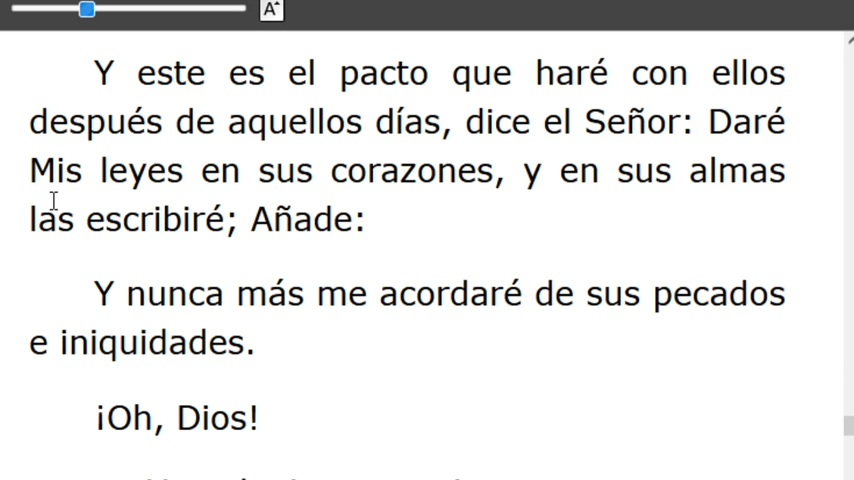 A
Y este es el pacto que haré con ellos
después de aquellos días, dice el Señor: Daré
Mis leyes en sus corazones, y en sus almas
las escribiré; Añade:
Y nunca más me acordaré de sus pecados
e iniquidades.
¡Oh, Dios!